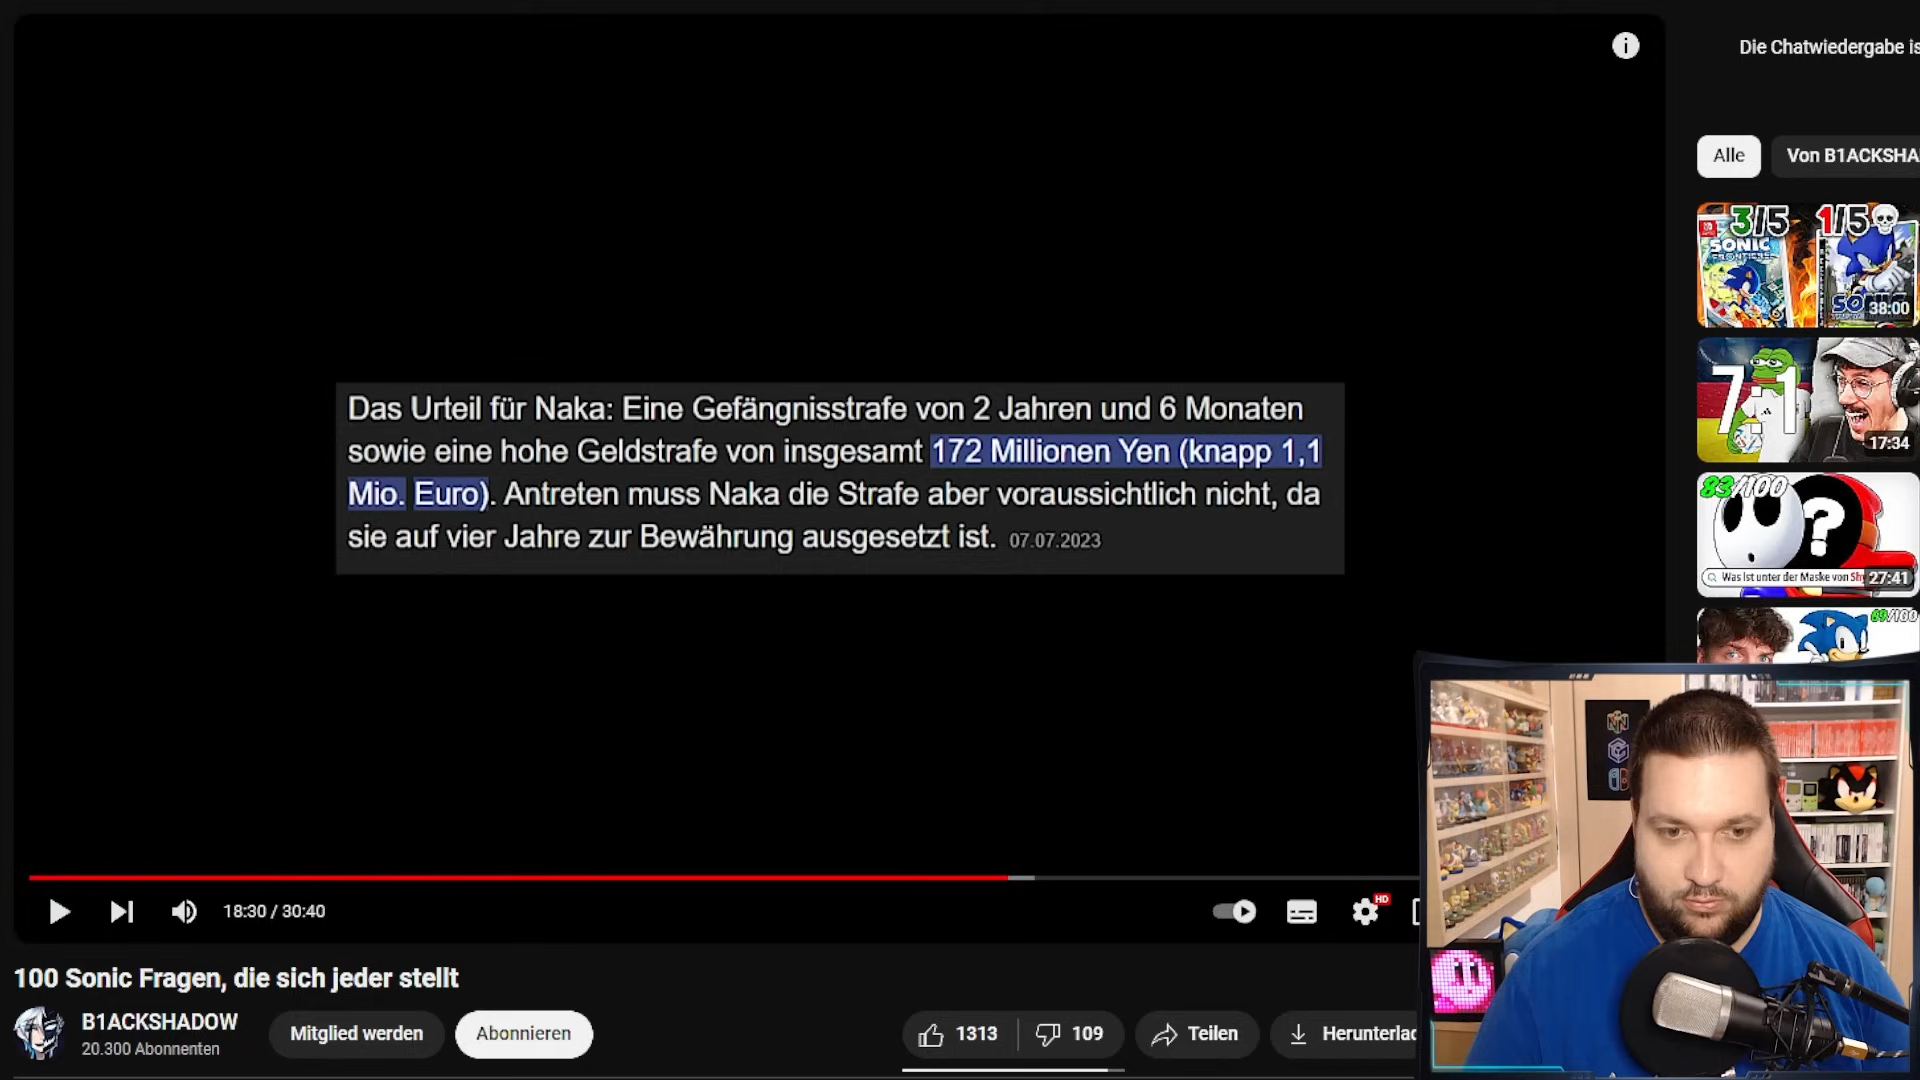 Die Chatwiedergabe is
Alle
Von B1ACKSHA
3/5
1/5
SONIC
FRONTIERS
SONIC
38:00
7:1
17:34
83/100
?
Was ist unter der Maske von Shy
27:41
69/100
Das Urteil für Naka: Eine Gefängnisstrafe von 2 Jahren und 6 Monaten
sowie eine hohe Geldstrafe von insgesamt 172 Millionen Yen (knapp 1,1
Mio. Euro). Antreten muss Naka die Strafe aber voraussichtlich nicht, da
sie auf vier Jahre zur Bewährung ausgesetzt ist. 07.07.2023
18:30 / 30:40
HD
100 Sonic Fragen, die sich jeder stellt
B1ACKSHADOW
20.300 Abonnenten
Mitglied werden
Abonnieren
1313
109
Teilen
Herunterlad